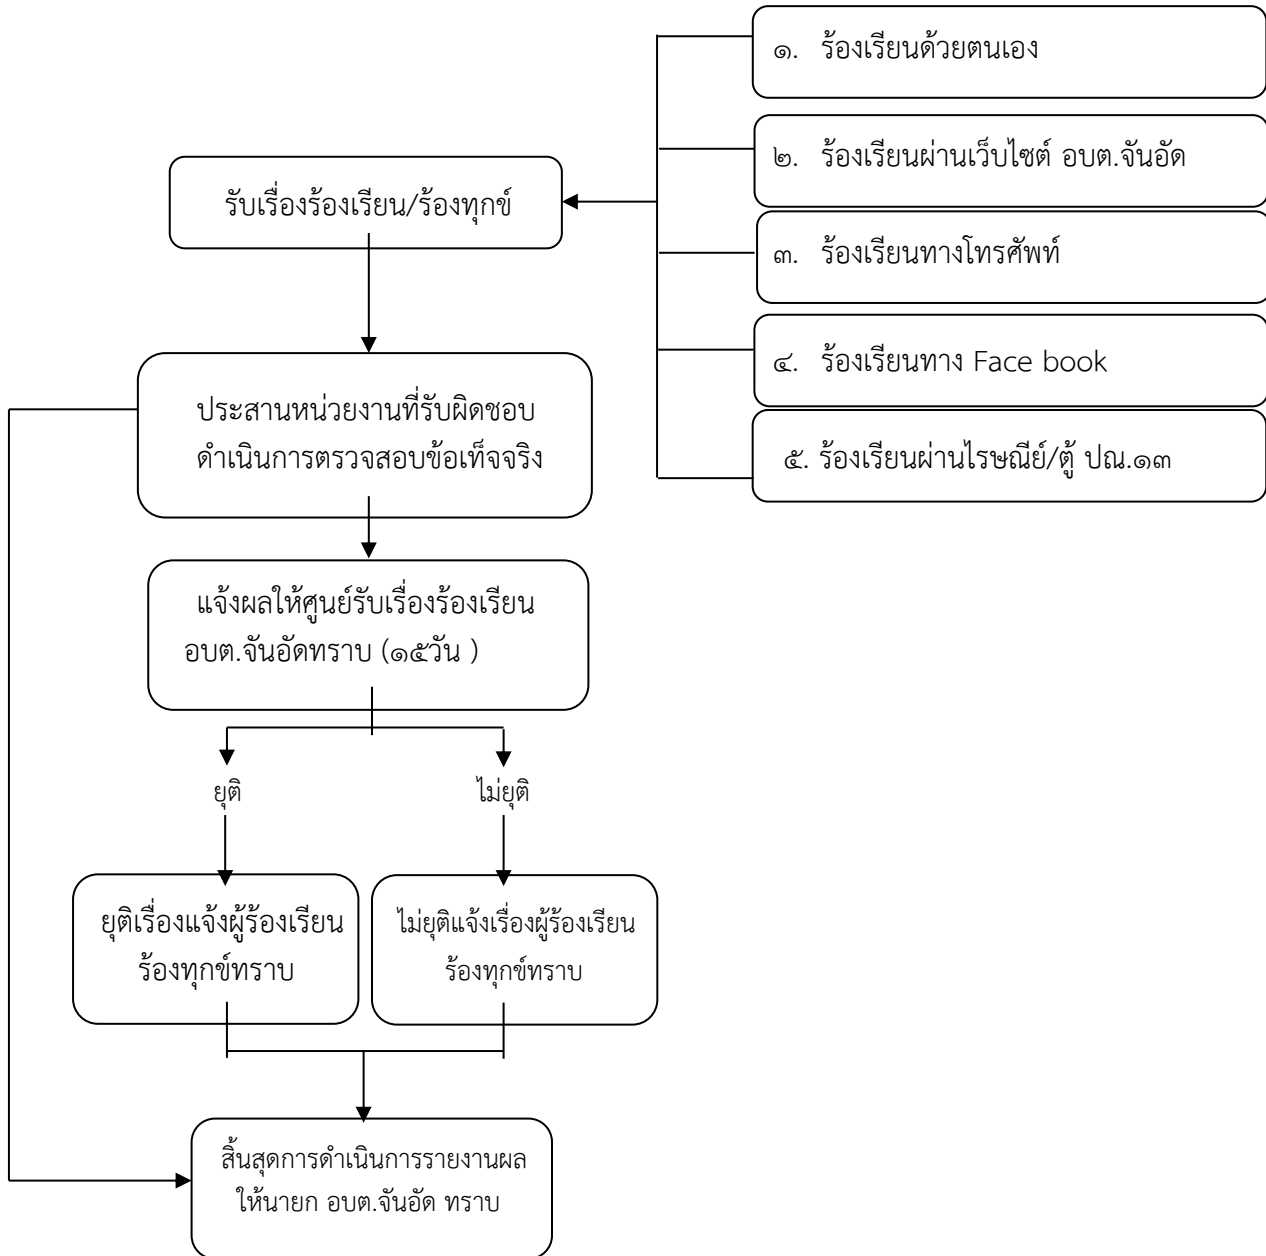 ๑. ร้องเรียนด้วยตนเอง
๒. ร้องเรียนผ่านเว็บไซต์ อบต.จันอัด
รับเรื่องร้องเรียน/ร้องทุกข์
๓. ร้องเรียนทางโทรศัพท์
๔. ร้องเรียนทาง Face book
๕. ร้องเรียนผ่านไรษณีย์/ตู้ ปณ.๑๓
ประสานหน่วยงานที่รับผิดชอบ
ดำเนินการตรวจสอบข้อเท็จจริง
แจ้งผลให้ศูนย์รับเรื่องร้องเรียน
อบต.จันอัดทราบ (๑๕วัน )
ยุติ
ไม่ยุติ
ยุติเรื่องแจ้งผู้ร้องเรียน
ร้องทุกข์ทราบ
ไม่ยุติแจ้งเรื่องผู้ร้องเรียน
ร้องทุกข์ทราบ
สิ้นสุดการดำเนินการรายงานผล
ให้นายก อบต.จันอัด ทราบ